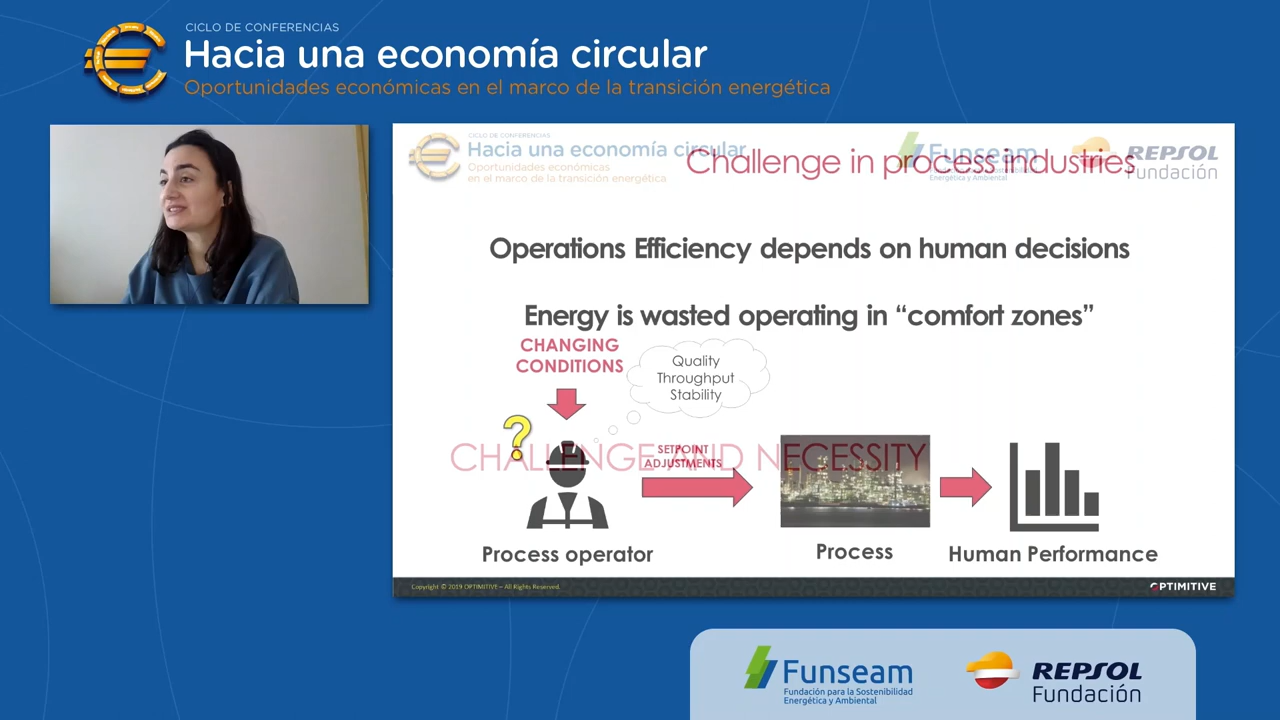 CICLO DE CONFERENCIAS
Hacia una economía circular
Oportunidades económicas en el marco de la transición energética
CICLO DE CONFERENCIAS
Hacia una economía circular
Oportunidades económicas
en el marco de la transición energética
Challenge in process industries
Funseam
Energética y Ambiental
REPSOL
Fundación
Operations Efficiency depends on human decisions
Energy is wasted operating in “comfort zones”
CHANGING
CONDITIONS
Quality
Throughput
Stability
?
CHALLENGE AND NECESSITY
SETPOINT
ADJUSTMENTS
Process operator
Process
Human Performance
Copyright © 2019 OPTIMITIVE – All Rights Reserved.
OPTIMITIVE
Funseam
Fundación para la Sostenibilidad
Energética y Ambiental
REPSOL
Fundación